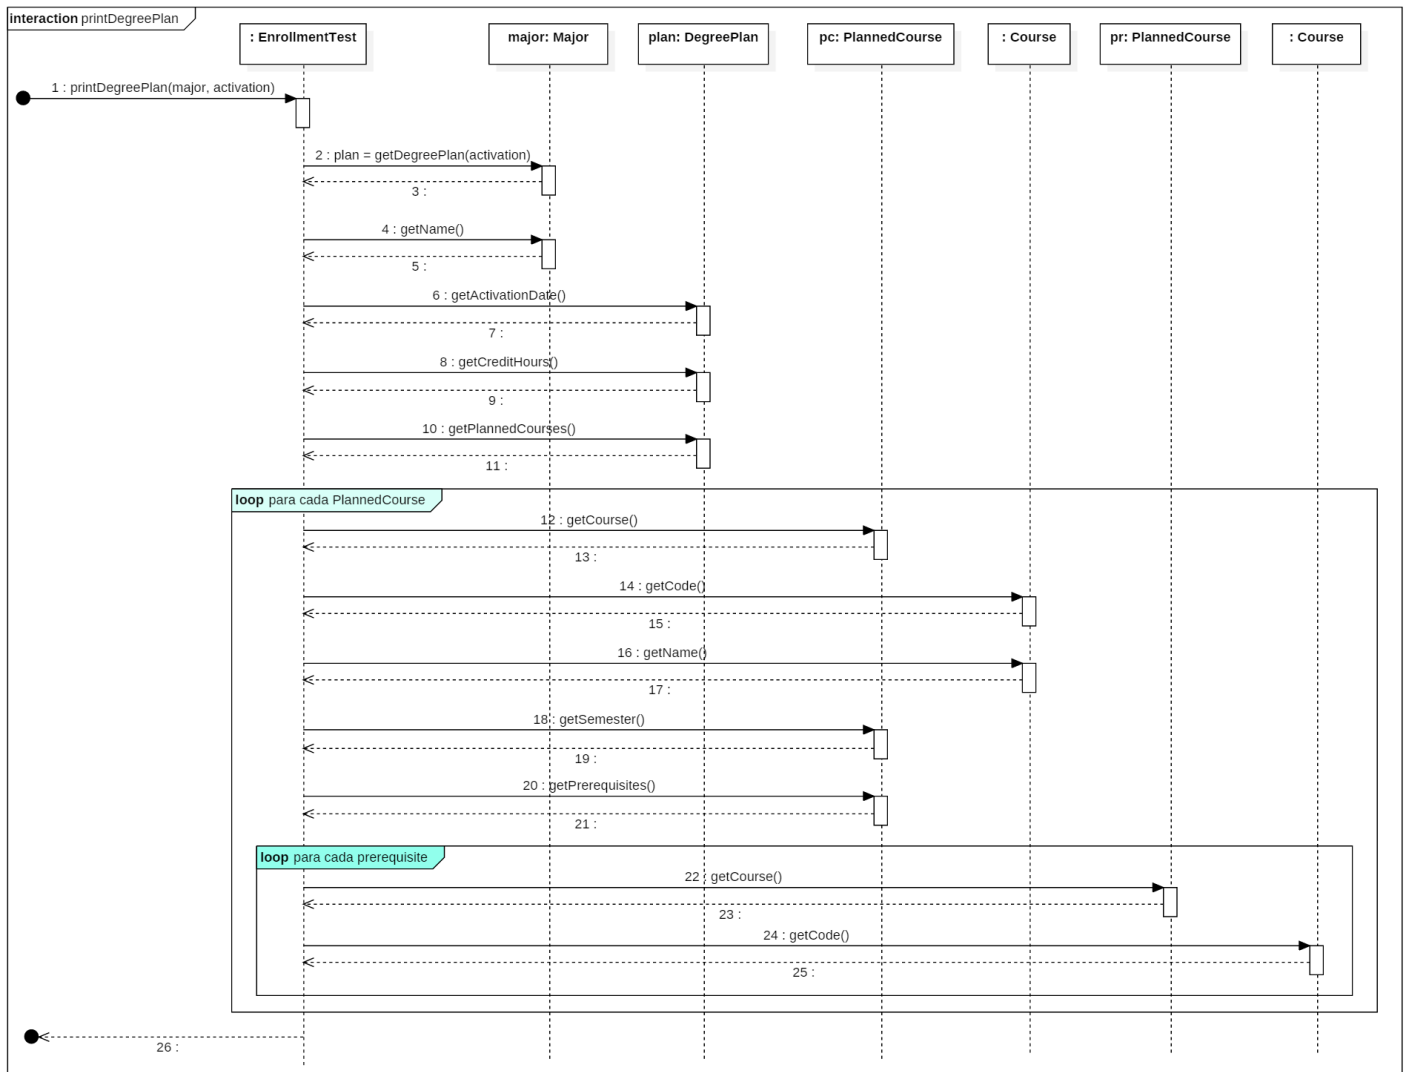 interaction printDegreePlan
: EnrollmentTest
major: Major
plan: DegreePlan
pc: PlannedCourse
: Course
pr: PlannedCourse
: Course
1 : printDegreePlan(major, activation)
2 : plan = getDegreePlan(activation)
3 :
4 : getName()
5 :
6 : getActivationDate()
7 :
8 : getCreditHours()
9 :
10 : getPlannedCourses()
11 :
loop para cada PlannedCourse
12 : getCourse()
13 :
14 : getCode()
15 :
16 : getName()
17 :
18 : getSemester()
19 :
20 : getPrerequisites()
21 :
loop para cada prerequisite
22 : getCourse()
23 :
24 : getCode()
25 :
26 :